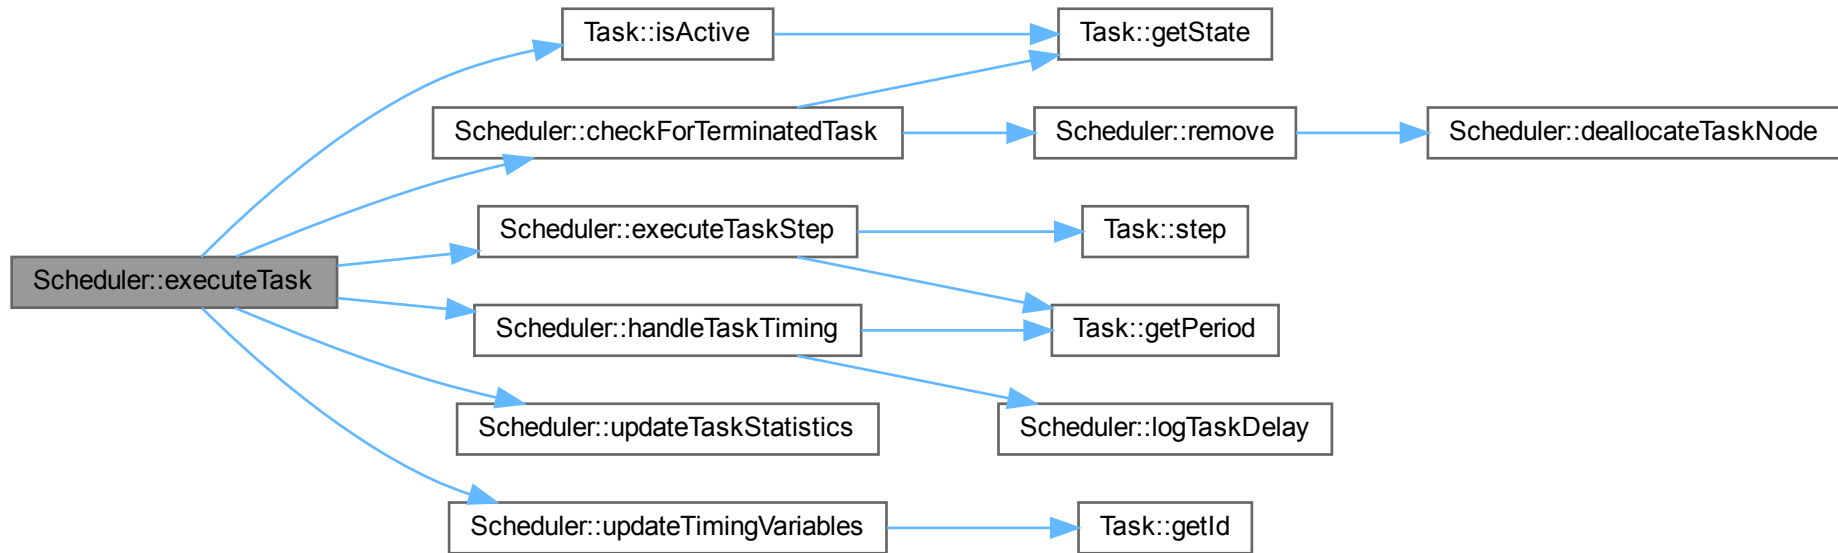 Task::isActive
Task::getState
Scheduler::checkForTerminatedTask
Scheduler::remove
Scheduler::deallocateTaskNode
Scheduler::executeTaskStep
Task::step
Scheduler::executeTask
Scheduler::handleTaskTiming
Task::getPeriod
Scheduler::updateTaskStatistics
Scheduler::logTaskDelay
Scheduler::updateTimingVariables
Task::getId